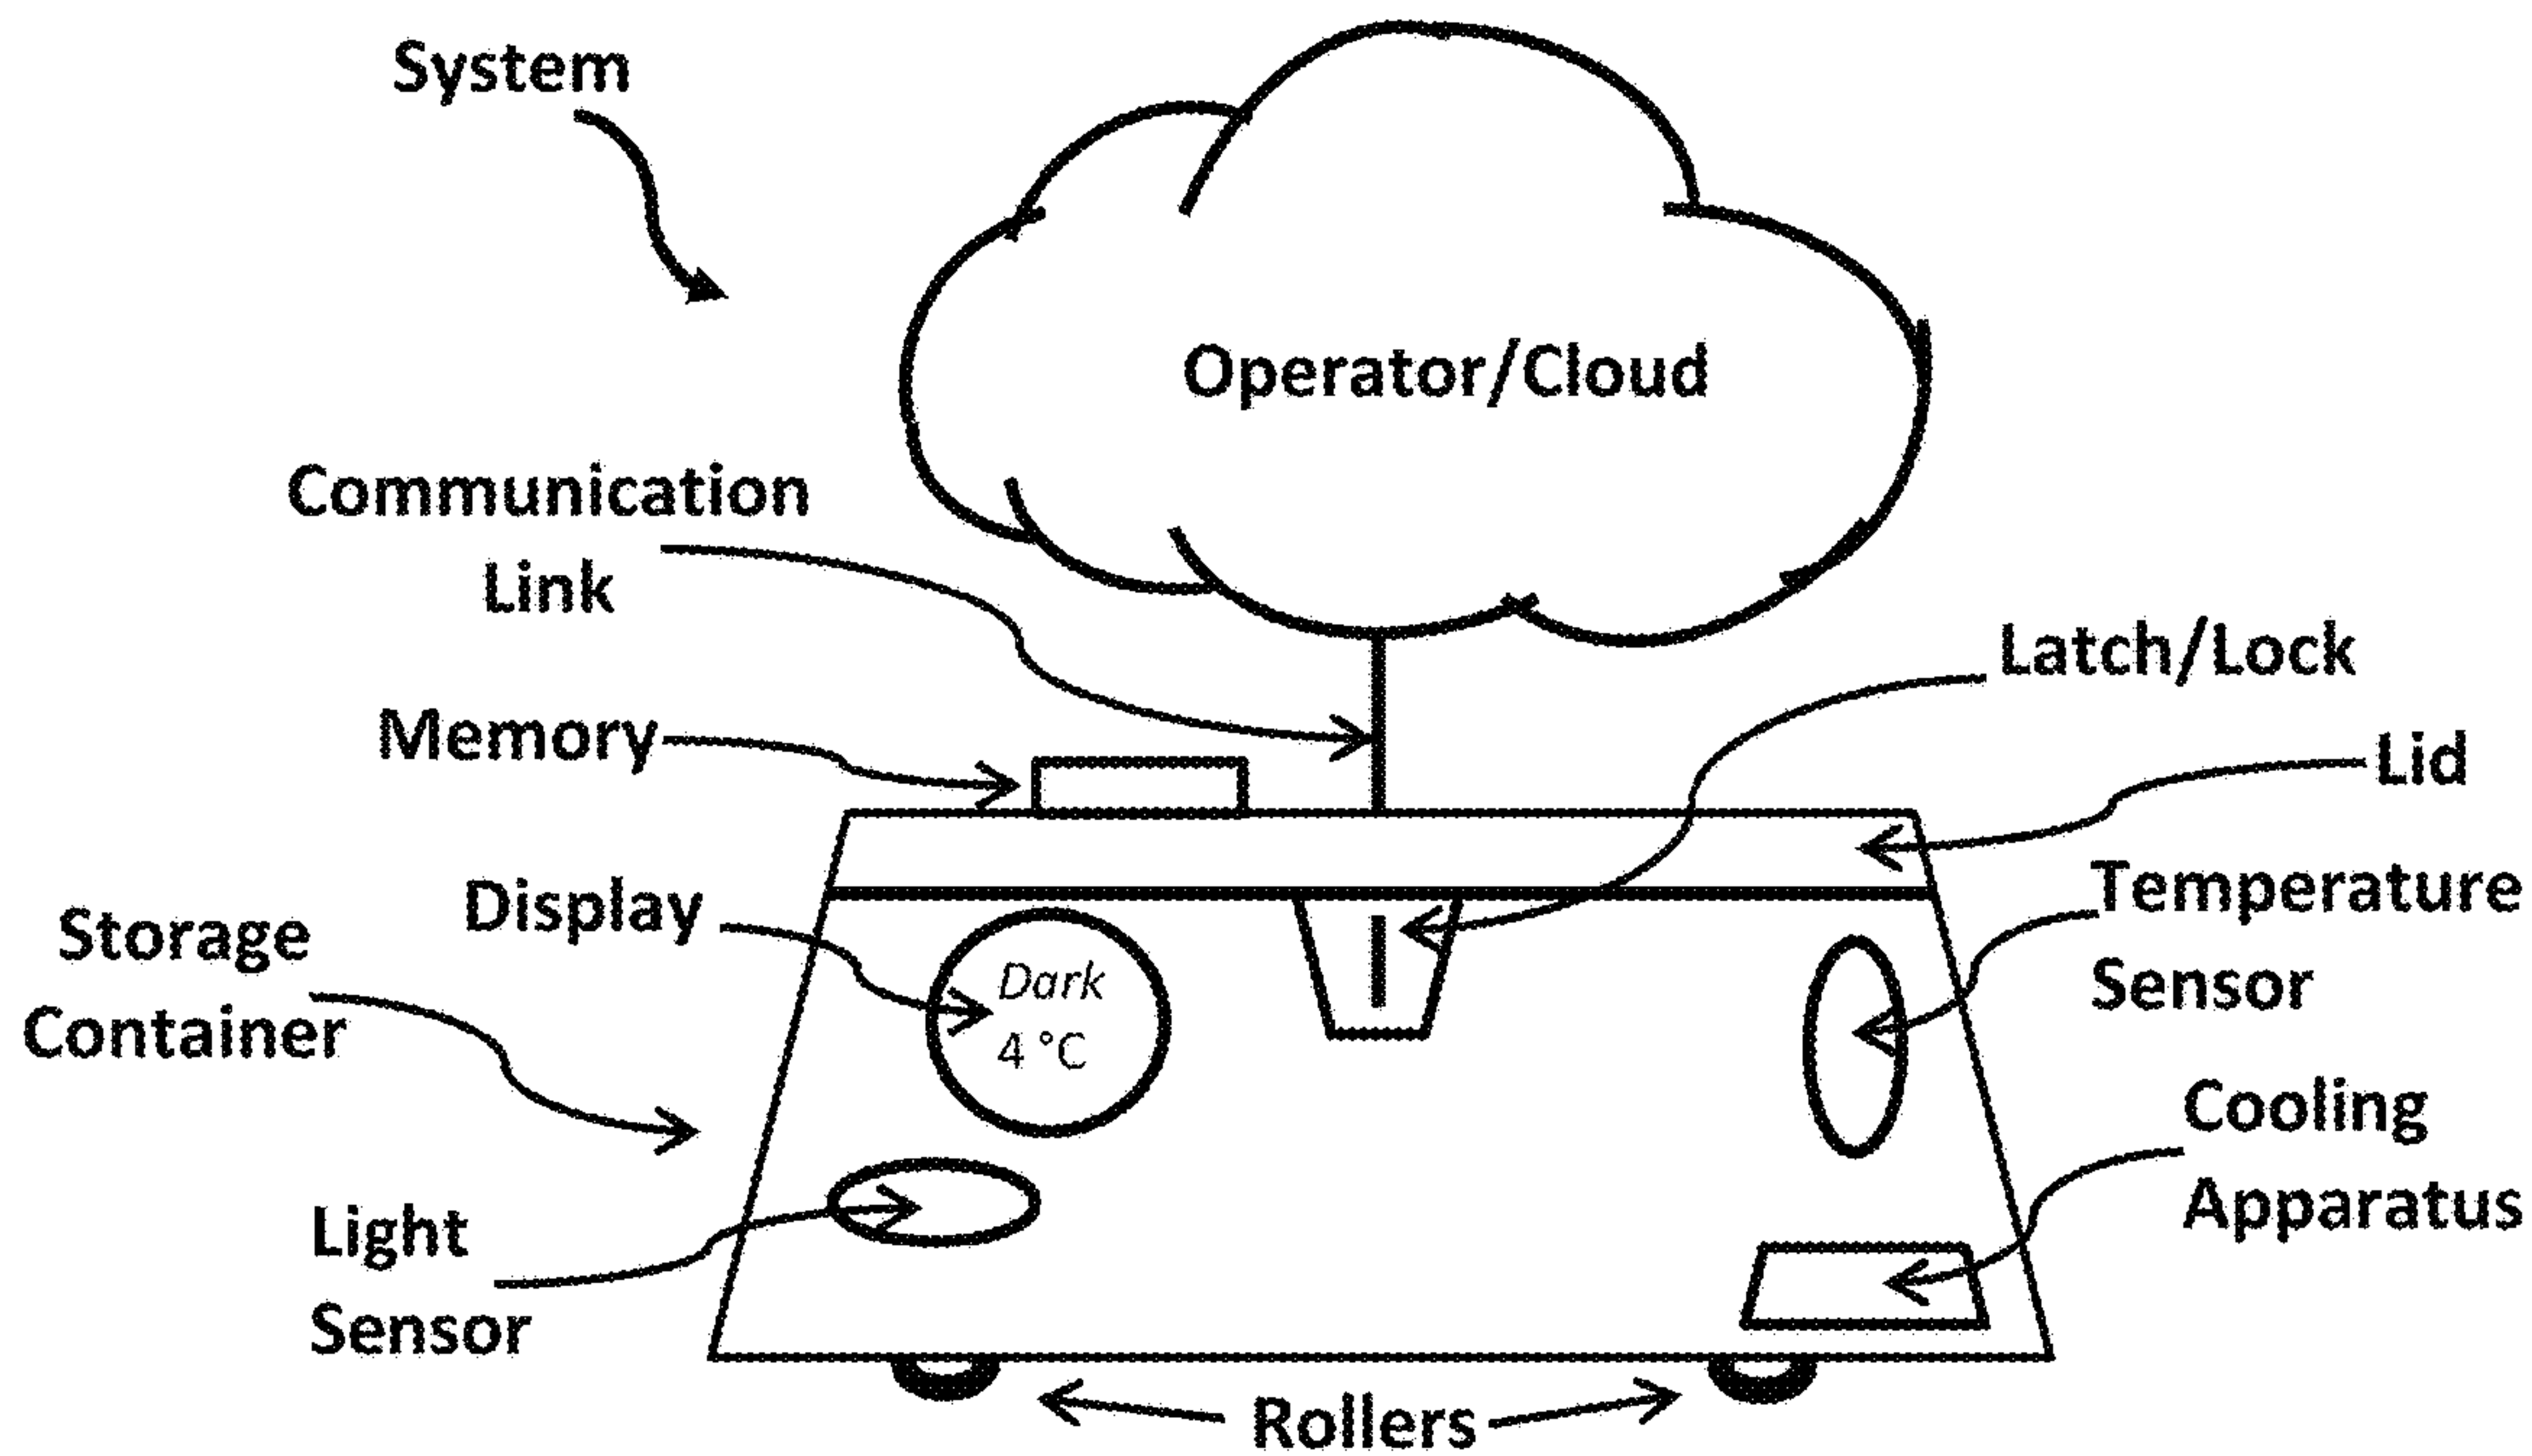 System
Operator/Cloud
Communication
Link
Latch/Lock
Memory
Lid
Display
Temperature
Sensor
Storage
Container
Dark
4 °C
Cooling
Apparatus
Light
Sensor
Rollers